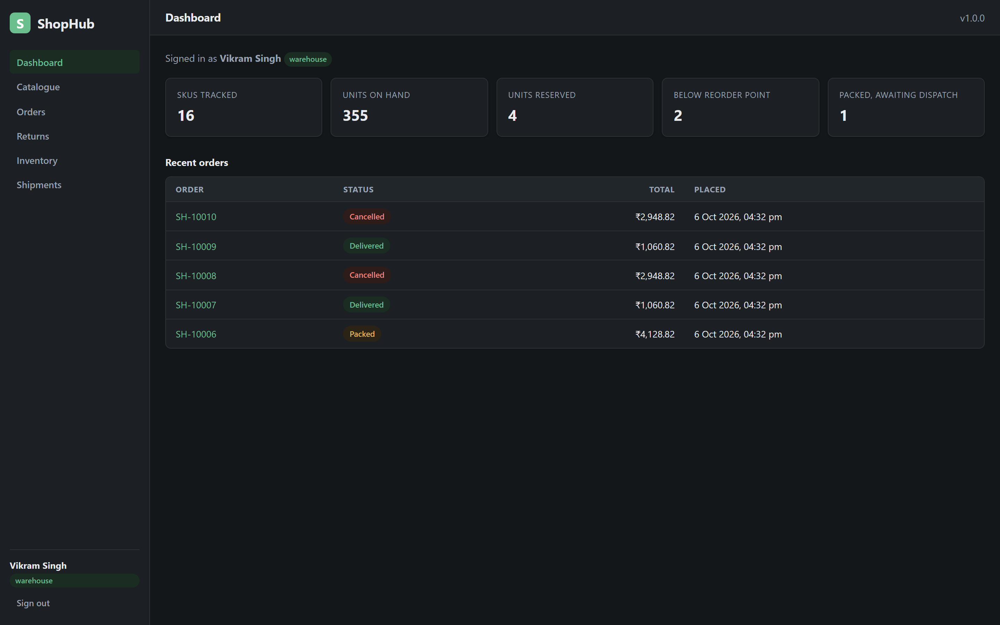 S ShopHub
Dashboard
Catalogue
Orders
Returns
Inventory
Shipments
Vikram Singh
warehouse
Sign out
Dashboard
v1.0.0
Signed in as Vikram Singh warehouse
SKUS TRACKED
16
UNITS ON HAND
355
UNITS RESERVED
4
BELOW REORDER POINT
2
PACKED, AWAITING DISPATCH
1
Recent orders
ORDER STATUS TOTAL PLACED
SH-10010 Cancelled ₹2,948.82 6 Oct 2026, 04:32 pm
SH-10009 Delivered ₹1,060.82 6 Oct 2026, 04:32 pm
SH-10008 Cancelled ₹2,948.82 6 Oct 2026, 04:32 pm
SH-10007 Delivered ₹1,060.82 6 Oct 2026, 04:32 pm
SH-10006 Packed ₹4,128.82 6 Oct 2026, 04:32 pm